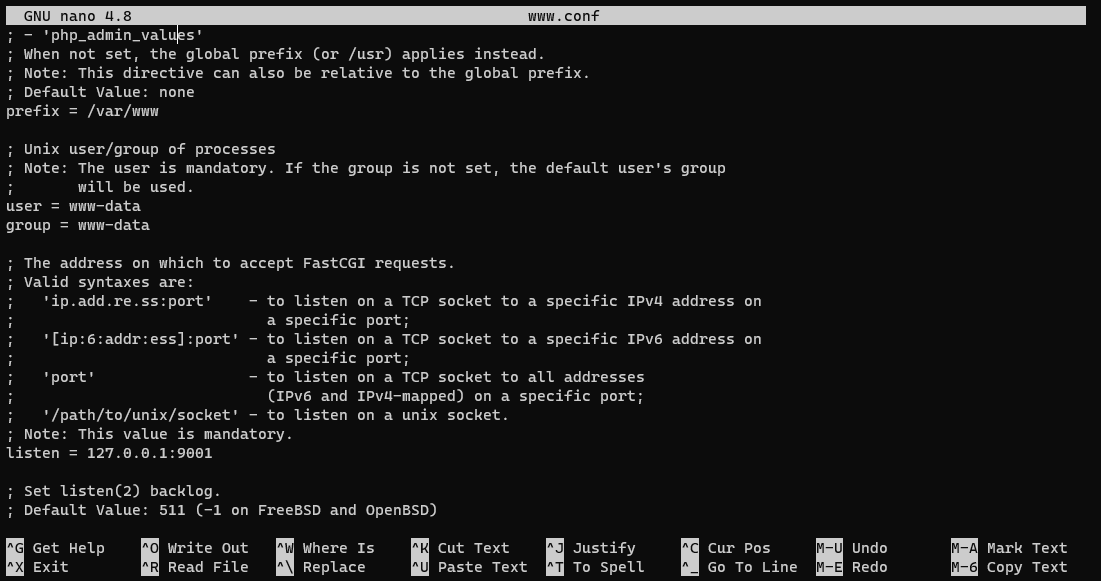 GNU nano 4.8 www.conf
; - 'php_admin_values'
; When not set, the global prefix (or /usr) applies instead.
; Note: This directive can also be relative to the global prefix.
; Default Value: none
prefix = /var/www
; Unix user/group of processes
; Note: The user is mandatory. If the group is not set, the default user's group
;       will be used.
user = www-data
group = www-data
; The address on which to accept FastCGI requests.
; Valid syntaxes are:
;   'ip.add.re.ss:port'    - to listen on a TCP socket to a specific IPv4 address on
;                            a specific port;
;   '[ip:6:addr:ess]:port' - to listen on a TCP socket to a specific IPv6 address on
;                            a specific port;
;   'port'                 - to listen on a TCP socket to all addresses
;                            (IPv6 and IPv4-mapped) on a specific port;
;   '/path/to/unix/socket' - to listen on a unix socket.
; Note: This value is mandatory.
listen = 127.0.0.1:9001
; Set listen(2) backlog.
; Default Value: 511 (-1 on FreeBSD and OpenBSD)
^G Get Help ^O Write Out ^W Where Is ^K Cut Text ^J Justify ^C Cur Pos M-U Undo M-A Mark Text
^X Exit ^R Read File ^\ Replace ^U Paste Text ^T To Spell ^_ Go To Line M-E Redo M-6 Copy Text